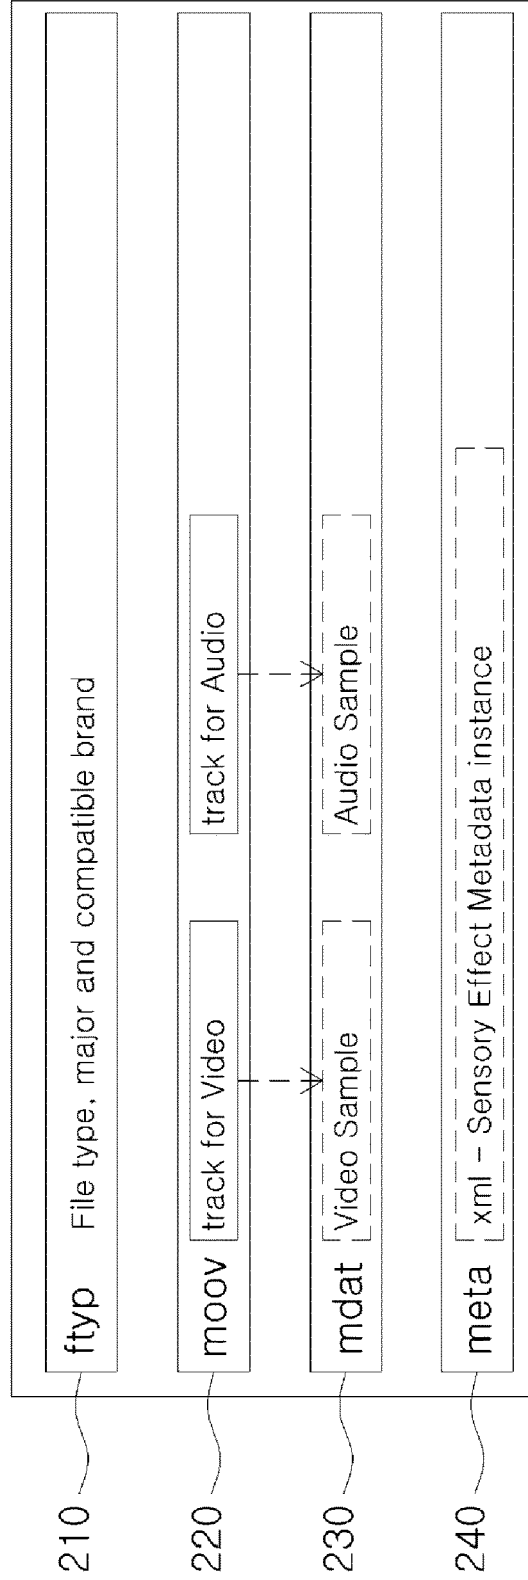 210 ftyp File type, major and compatible brand
220 moov track for Video track for Audio
230 mdat Video Sample Audio Sample
240 meta xml - Sensory Effect Metadata instance